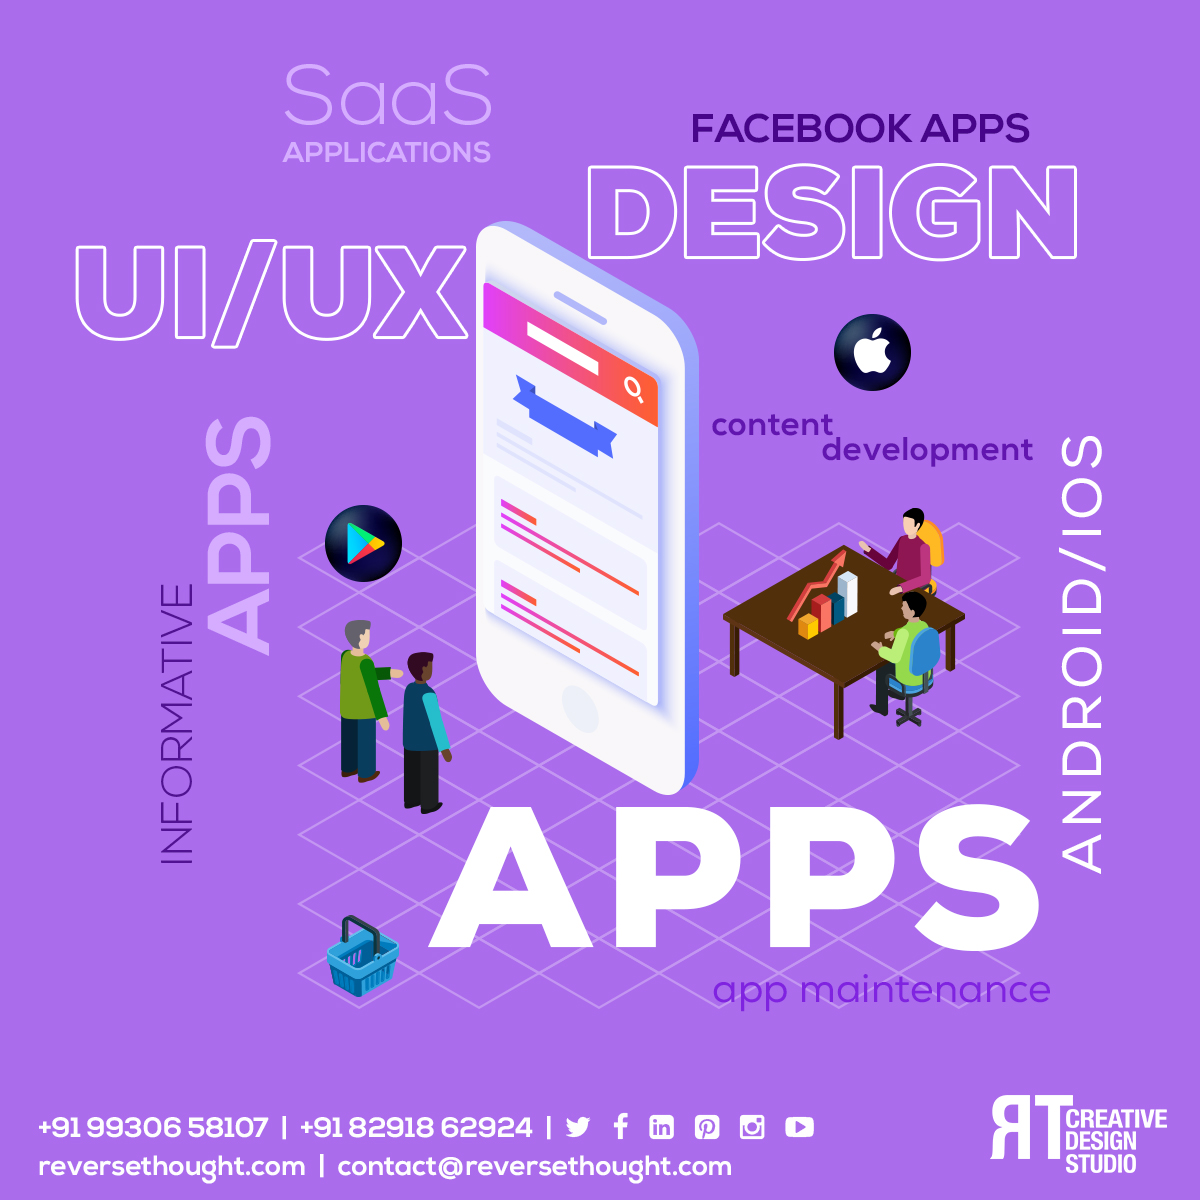 SaaS
APPLICATIONS
FACEBOOK APPS
DESIGN
UI/UX
content
development
ANDROID/IOS
APPS
INFORMATIVE
APPS
app maintenance
+91 99306 58107 | +91 82918 62924 |
reversethought.com | contact@reversethought.com
RT CREATIVE
DESIGN
STUDIO